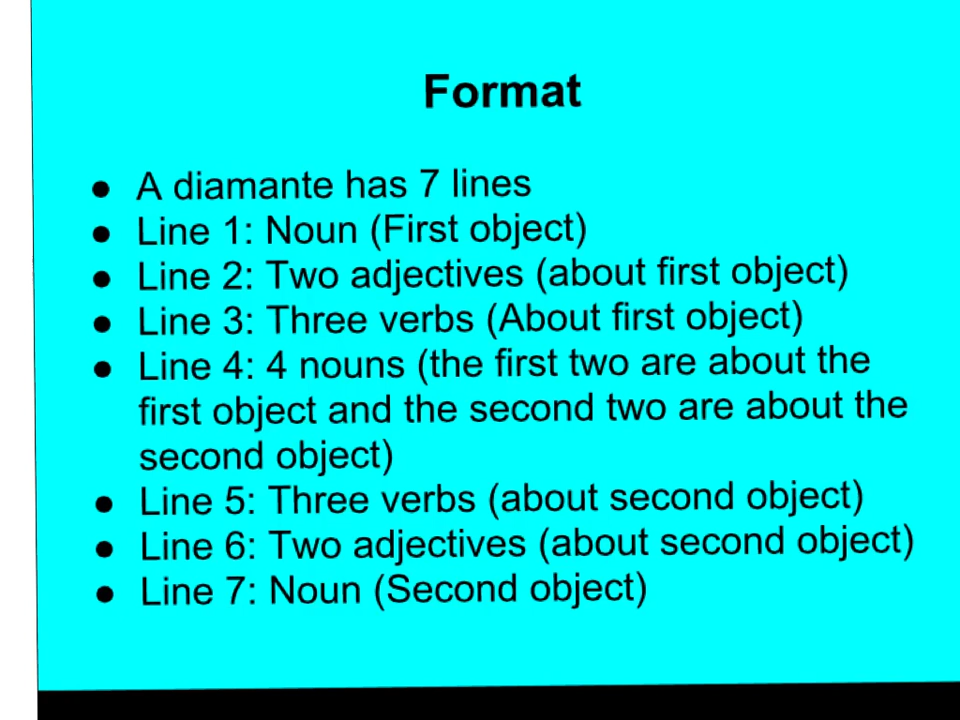 Format
● A diamante has 7 lines
● Line 1: Noun (First object)
● Line 2: Two adjectives (about first object)
● Line 3: Three verbs (About first object)
● Line 4: 4 nouns (the first two are about the
first object and the second two are about the
second object)
● Line 5: Three verbs (about second object)
● Line 6: Two adjectives (about second object)
● Line 7: Noun (Second object)